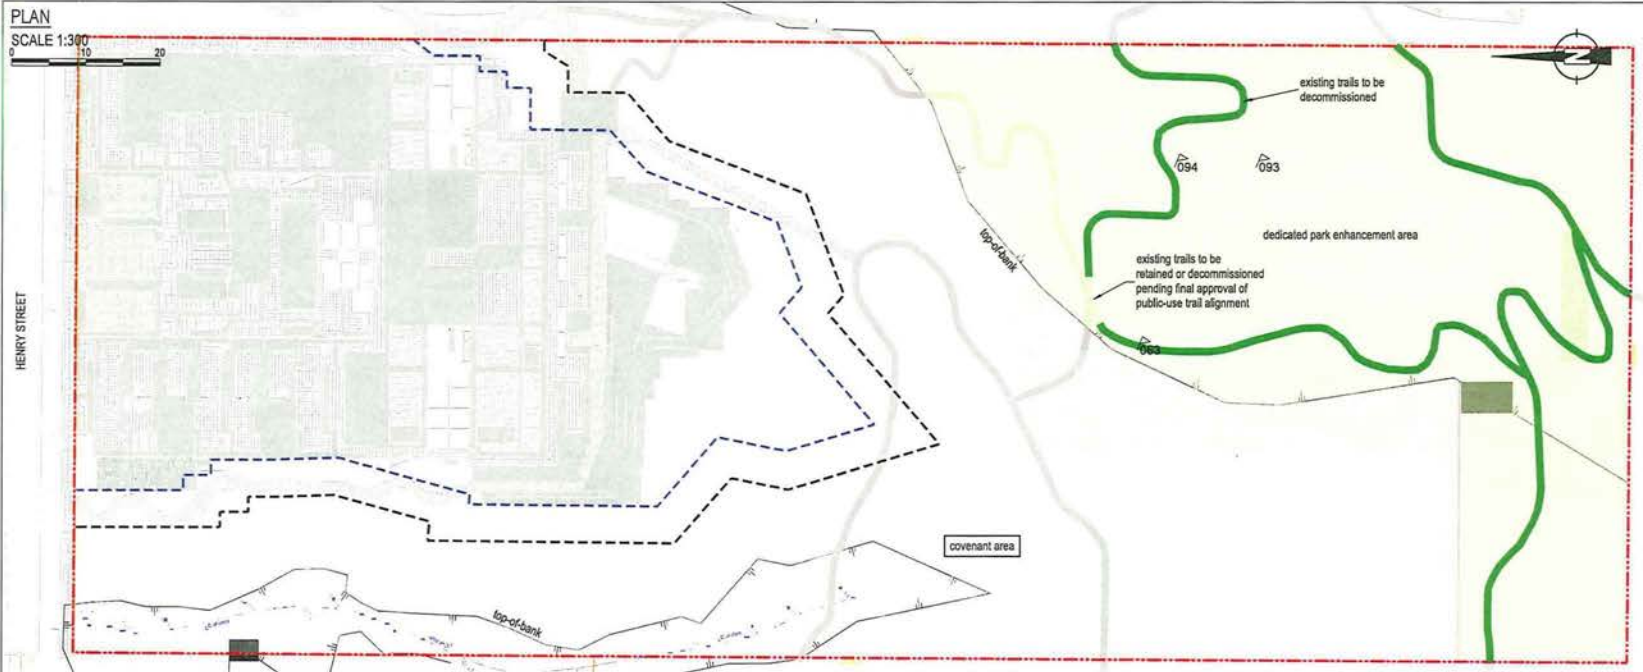 PLAN
SCALE 1:300
0 10 20
N
existing trails to be
decommissioned
094
093
dedicated park enhancement area
top-of-bank
existing trails to be
retained or decommissioned
pending final approval of
public-use trail alignment
063
HENRY STREET
covenant area
top-of-bank